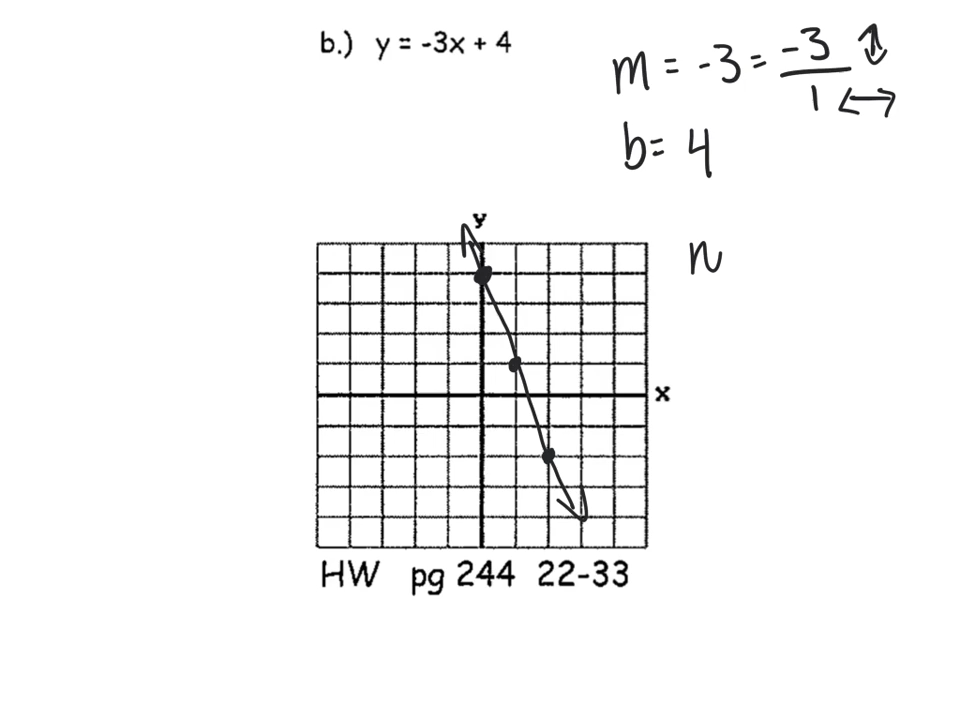 b.) y = -3x + 4
m = -3 = -3/1
b = 4
y
n
x
HW pg 244 22-33